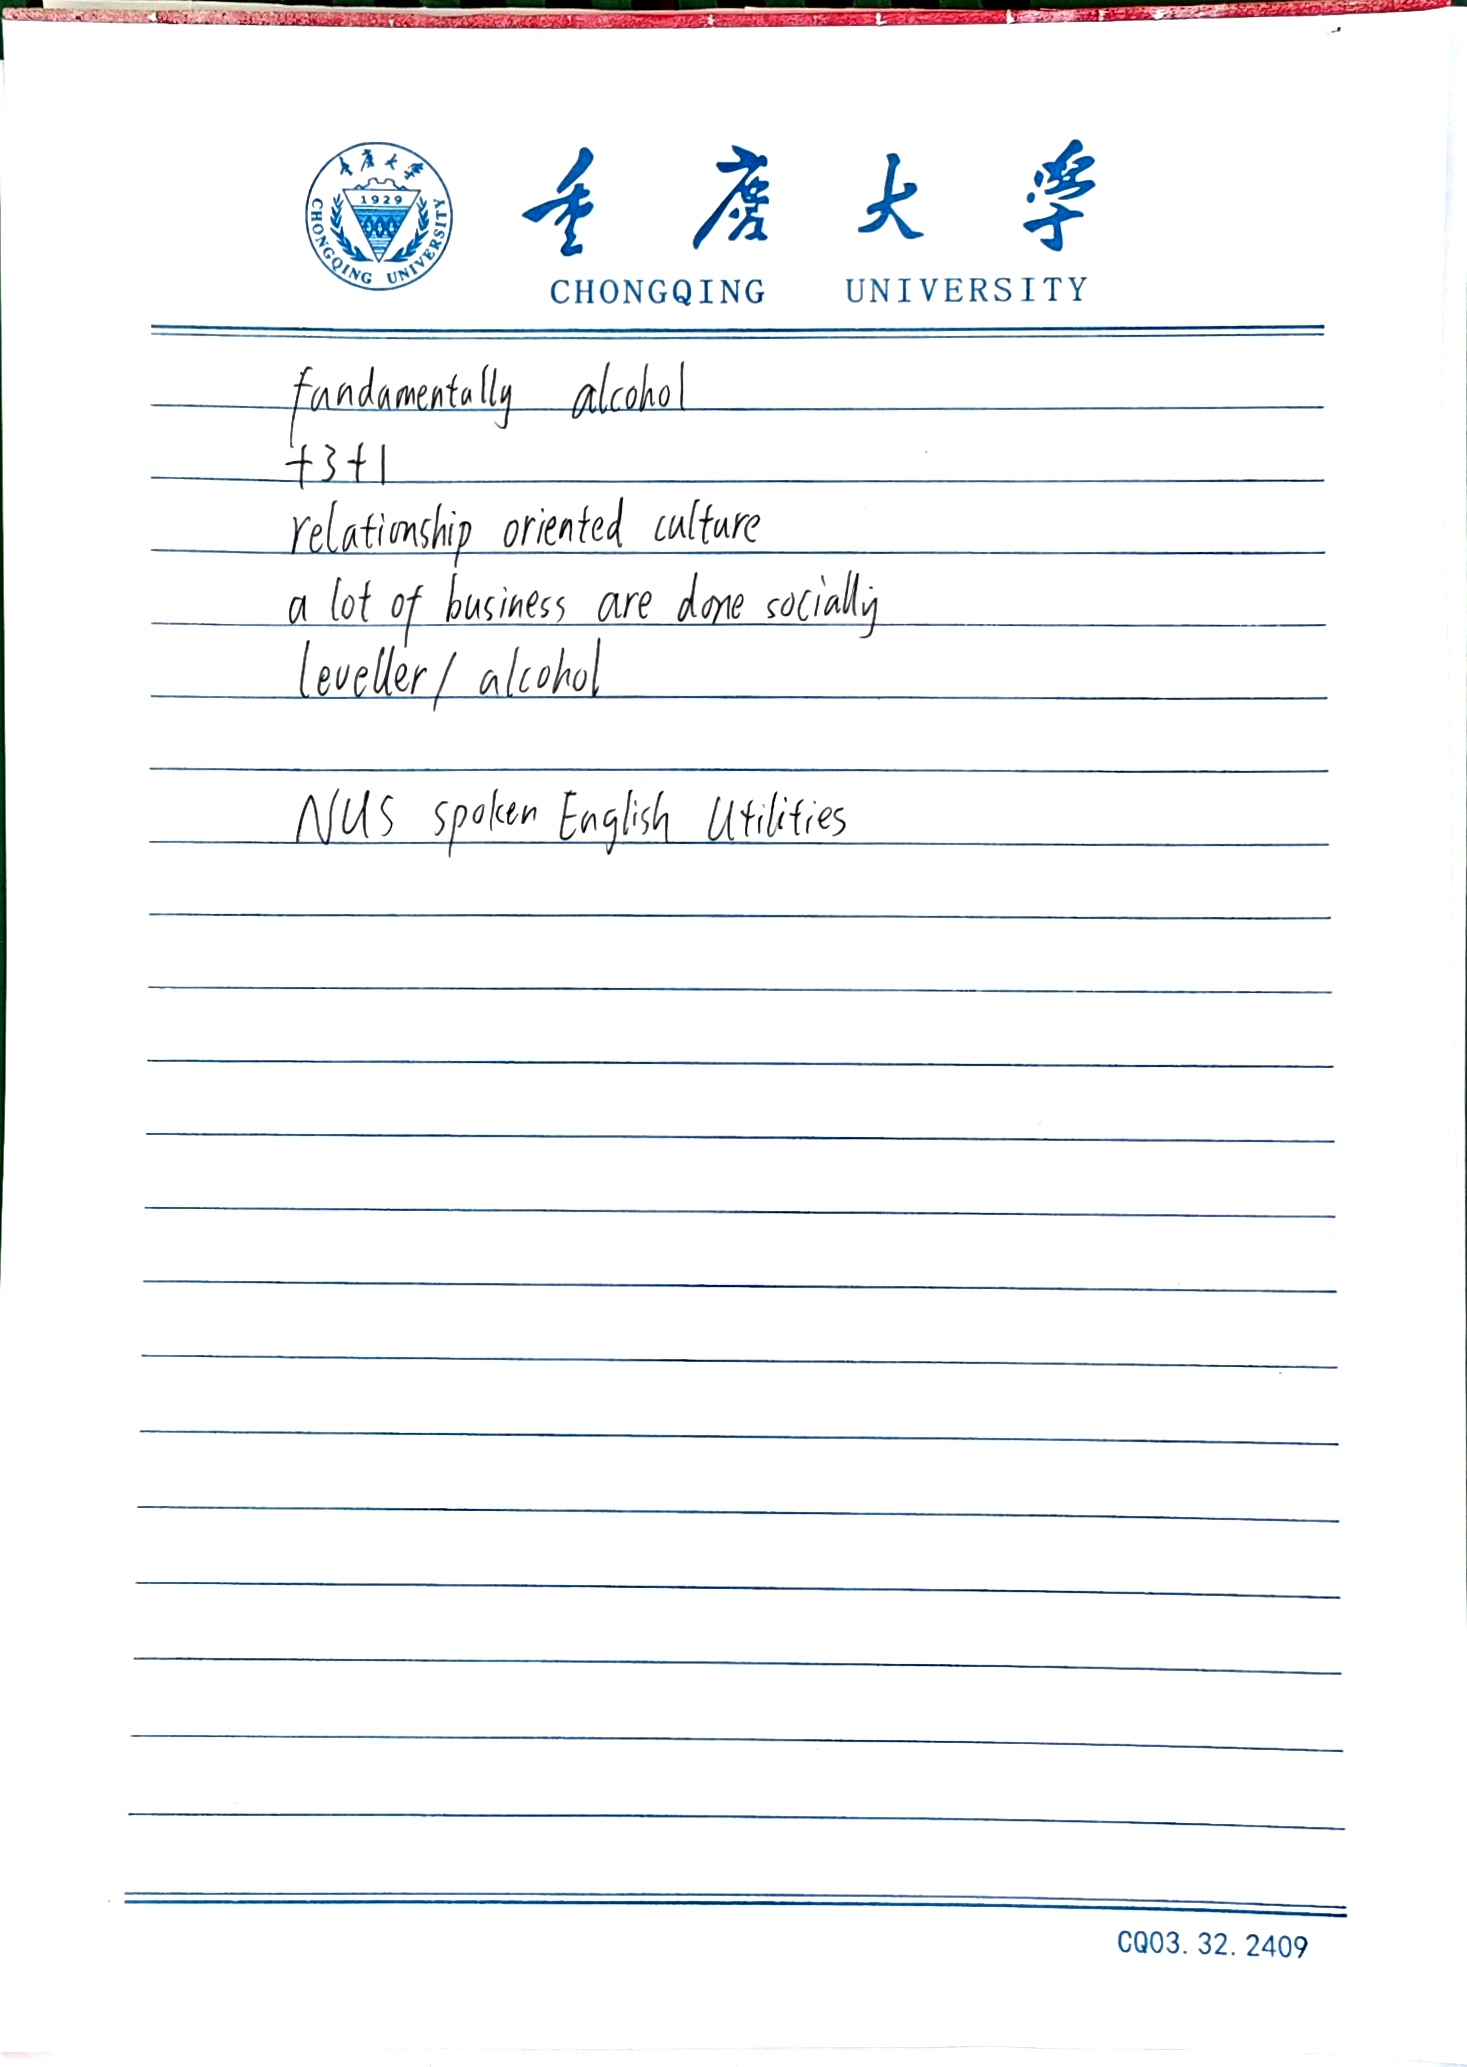 重庆大学
CHONGQING UNIVERSITY
1929
重慶大學
CHONGQING UNIVERSITY
fundamentally alcohol
+3+1
relationship oriented culture
a lot of business are done socially
leveller/ alcohol
NUS spoken English Utilities
CQ03.32.2409